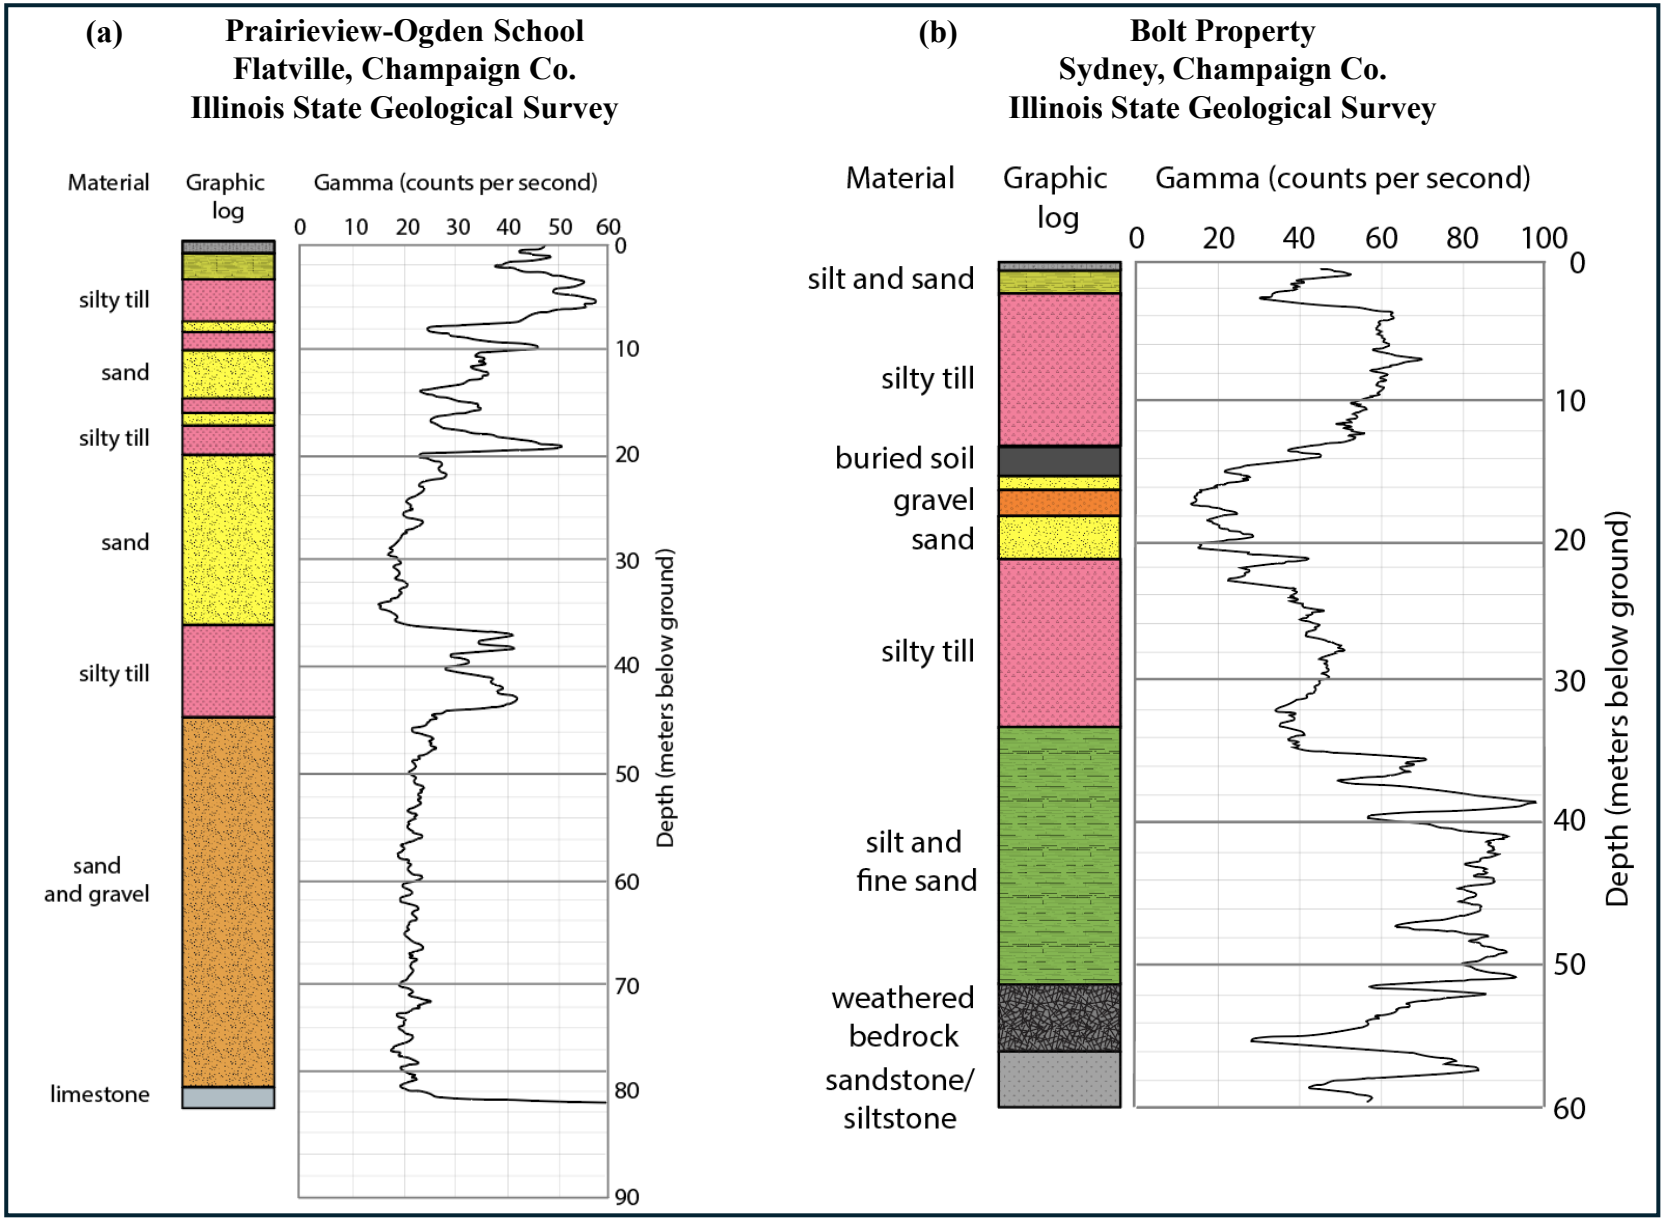 (a)
Prairieview-Ogden School
Flatville, Champaign Co.
Illinois State Geological Survey
Material
Graphic
log
Gamma (counts per second)
0 10 20 30 40 50 60
0
silty till
10
sand
silty till
20
sand
30
40
silty till
50
sand
and gravel
60
70
80
limestone
90
Depth (meters below ground)
(b)
Bolt Property
Sydney, Champaign Co.
Illinois State Geological Survey
Material
Graphic
log
Gamma (counts per second)
0 20 40 60 80 100
0
silt and sand
silty till
10
buried soil
gravel
sand
20
silty till
30
40
silt and
fine sand
50
weathered
bedrock
sandstone/
siltstone
60
Depth (meters below ground)